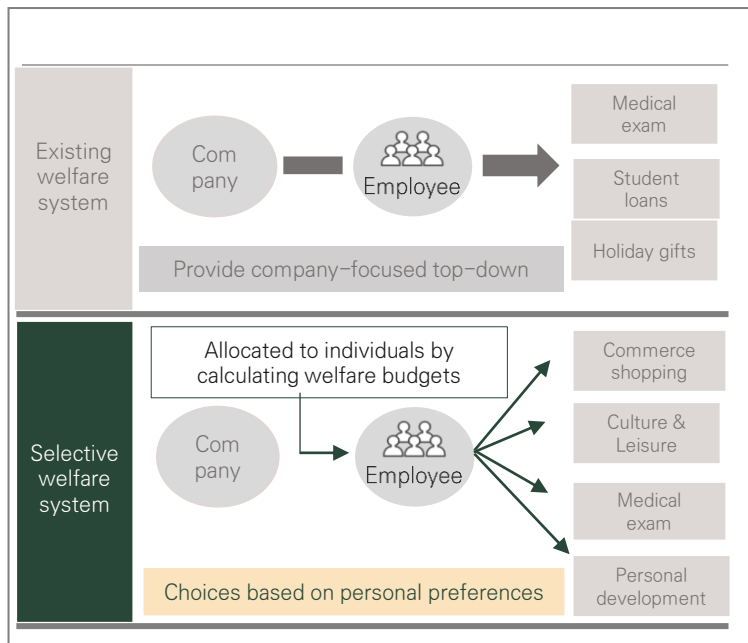 Existing
welfare
system
Com
pany
Employee
Medical
exam
Student
loans
Holiday gifts
Provide company-focused top-down
Selective
welfare
system
Allocated to individuals by
calculating welfare budgets
Com
pany
Employee
Commerce
shopping
Culture &
Leisure
Medical
exam
Personal
development
Choices based on personal preferences